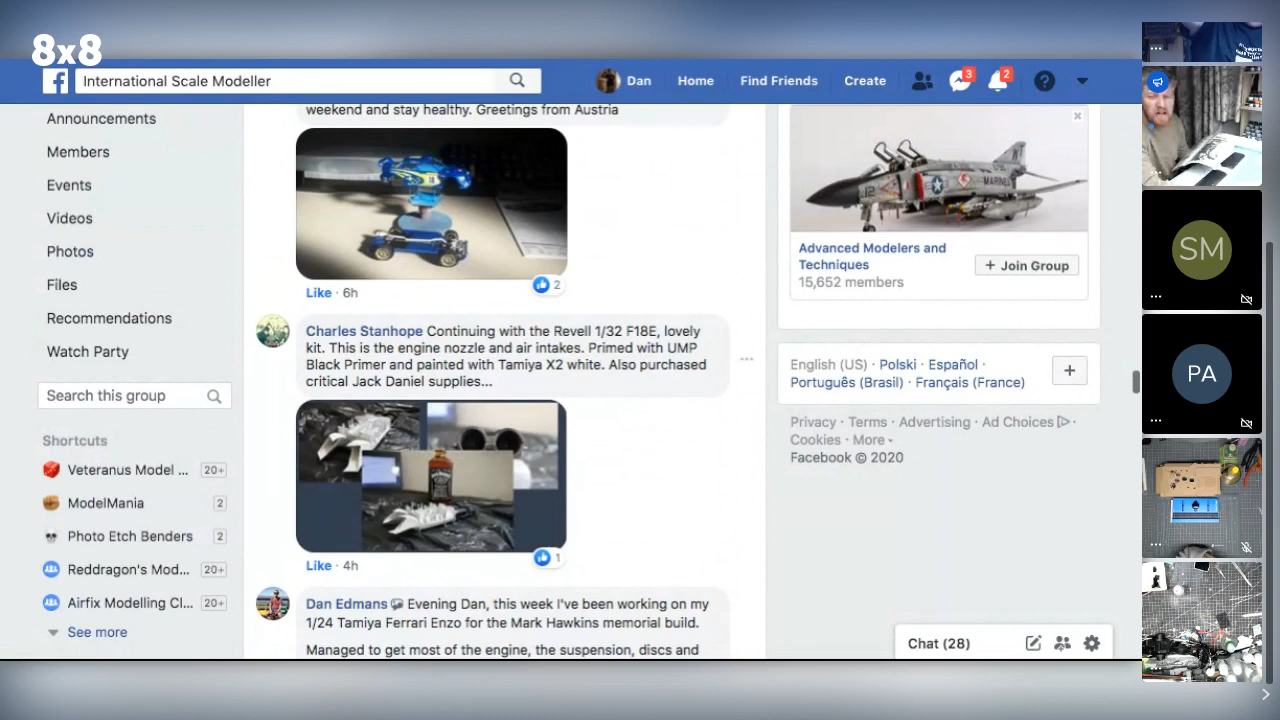 8x8
International Scale Modeller
Dan
Home
Find Friends
Create
3
2
Announcements
Members
Events
Videos
Photos
Files
Recommendations
Watch Party
Search this group
Shortcuts
Veteranus Model ... 20+
ModelMania 2
Photo Etch Benders 2
Reddragon's Mod... 20+
Airfix Modelling Cl... 20+
See more
weekend and stay healthy. Greetings from Austria
Like · 6h
2
Charles Stanhope Continuing with the Revell 1/32 F18E, lovely
kit. This is the engine nozzle and air intakes. Primed with UMP
Black Primer and painted with Tamiya X2 white. Also purchased
critical Jack Daniel supplies...
Like · 4h
1
Dan Edmans Evening Dan, this week I've been working on my
1/24 Tamiya Ferrari Enzo for the Mark Hawkins memorial build.
Managed to get most of the engine, the suspension, discs and
12
MARINES
Advanced Modelers and
Techniques
15,652 members
+ Join Group
English (US) · Polski · Español ·
Português (Brasil) · Français (France)
Privacy · Terms · Advertising · Ad Choices ·
Cookies · More
Facebook © 2020
Chat (28)
SM
PA